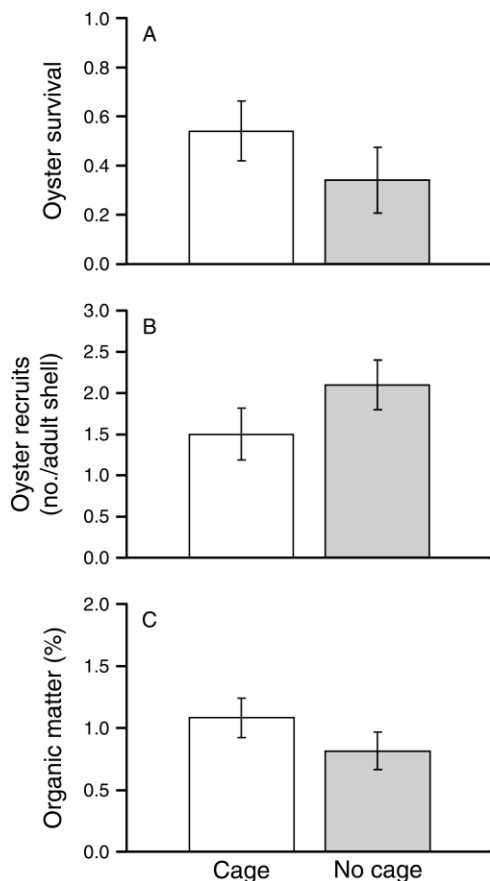 A
Oyster survival
1.0
0.8
0.6
0.4
0.2
0.0
B
Oyster recruits
(no./adult shell)
3.0
2.5
2.0
1.5
1.0
0.5
0.0
C
Organic matter (%)
2.0
1.5
1.0
0.5
0.0
Cage No cage